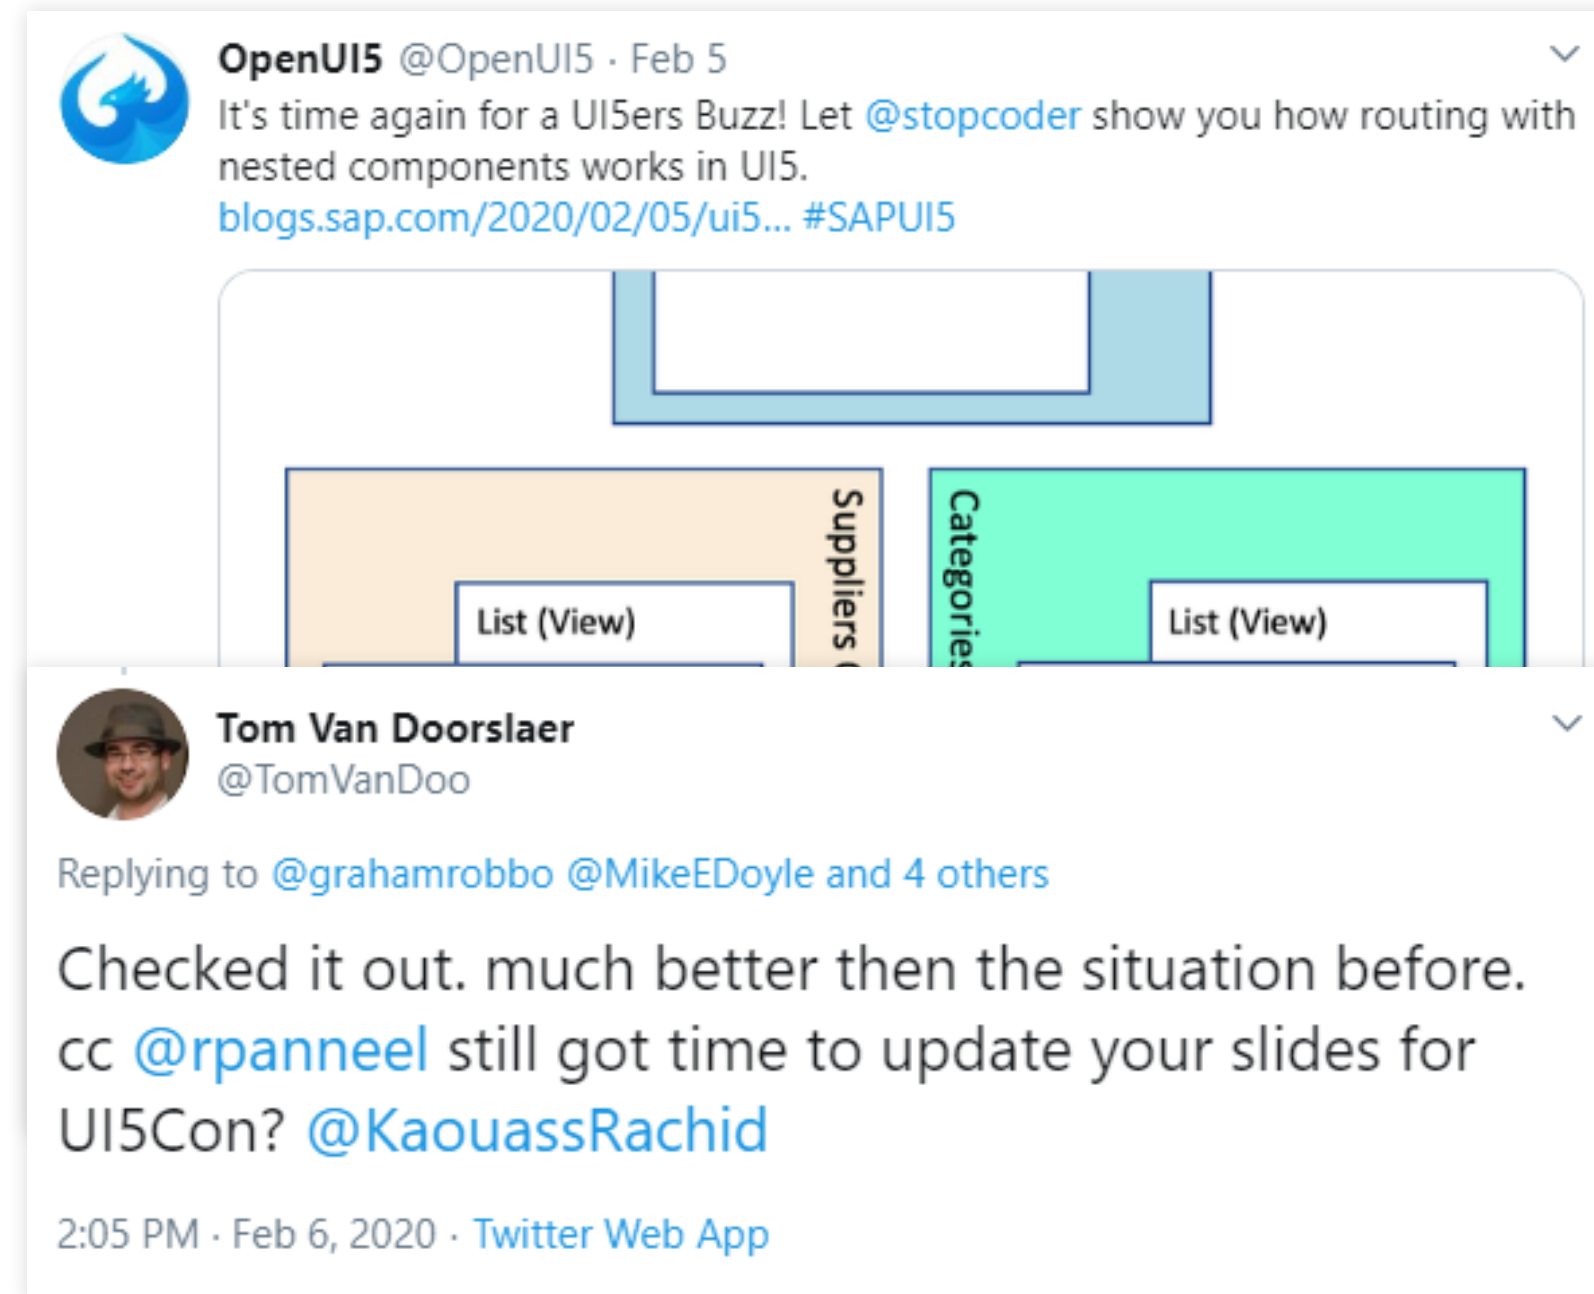 OpenUI5 @OpenUI5 · Feb 5
It's time again for a UI5ers Buzz! Let @stopcoder show you how routing with
nested components works in UI5.
blogs.sap.com/2020/02/05/ui5... #SAPUI5
Suppliers
Categories
List (View)
List (View)
Tom Van Doorslaer
@TomVanDoo
Replying to @grahamrobbo @MikeEDoyle and 4 others
Checked it out. much better then the situation before.
cc @rpanneel still got time to update your slides for
UI5Con? @KaouassRachid
2:05 PM · Feb 6, 2020 · Twitter Web App